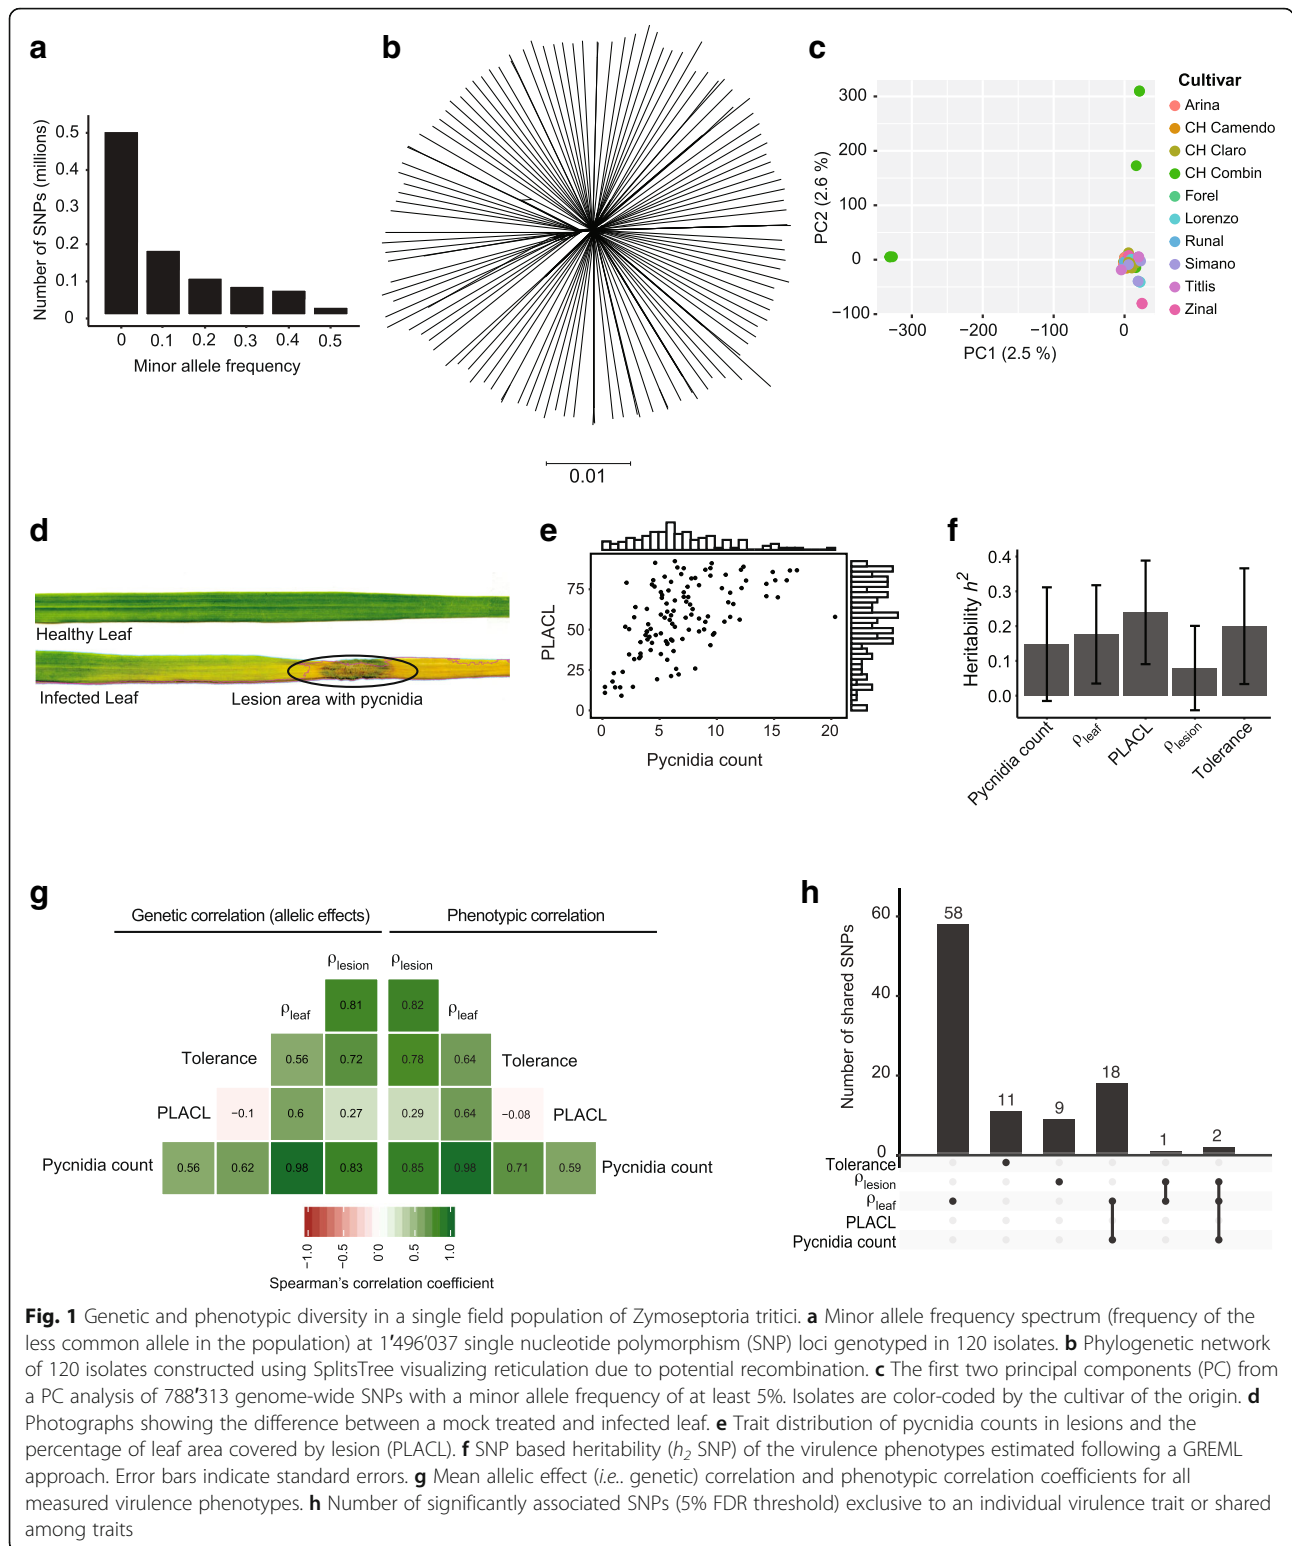 a
0.5
0.4
0.3
0.2
0.1
0
Number of SNPs (millions)
0 0.1 0.2 0.3 0.4 0.5
Minor allele frequency
b
0.01
c
300
200
100
0
−100
PC2 (2.6 %)
−300 −200 −100 0
PC1 (2.5 %)
Cultivar
Arina
CH Camendo
CH Claro
CH Combin
Forel
Lorenzo
Runal
Simano
Titlis
Zinal
d
Healthy Leaf
Infected Leaf
Lesion area with pycnidia
e
75
50
25
0
PLACL
0 5 10 15 20
Pycnidia count
f
0.4
0.3
0.2
0.1
0.0
Heritability h²
Pycnidia count
ρleaf
PLACL
ρlesion
Tolerance
g
Genetic correlation (allelic effects) Phenotypic correlation
ρlesion ρlesion
0.81 0.82
ρleaf ρleaf
Tolerance 0.56 0.72 0.78 0.64 Tolerance
PLACL −0.1 0.6 0.27 0.29 0.64 −0.08 PLACL
Pycnidia count 0.56 0.62 0.98 0.83 0.85 0.98 0.71 0.59 Pycnidia count
−1.0 −0.5 0.0 0.5 1.0
Spearman's correlation coefficient
h
60
40
20
0
Number of shared SNPs
58 11 9 18 1 2
Tolerance
ρlesion
ρleaf
PLACL
Pycnidia count
Fig. 1 Genetic and phenotypic diversity in a single field population of Zymoseptoria tritici. a Minor allele frequency spectrum (frequency of the
less common allele in the population) at 1′496′037 single nucleotide polymorphism (SNP) loci genotyped in 120 isolates. b Phylogenetic network
of 120 isolates constructed using SplitsTree visualizing reticulation due to potential recombination. c The first two principal components (PC) from
a PC analysis of 788′313 genome-wide SNPs with a minor allele frequency of at least 5%. Isolates are color-coded by the cultivar of the origin. d
Photographs showing the difference between a mock treated and infected leaf. e Trait distribution of pycnidia counts in lesions and the
percentage of leaf area covered by lesion (PLACL). f SNP based heritability (h₂ SNP) of the virulence phenotypes estimated following a GREML
approach. Error bars indicate standard errors. g Mean allelic effect (i.e.. genetic) correlation and phenotypic correlation coefficients for all
measured virulence phenotypes. h Number of significantly associated SNPs (5% FDR threshold) exclusive to an individual virulence trait or shared
among traits